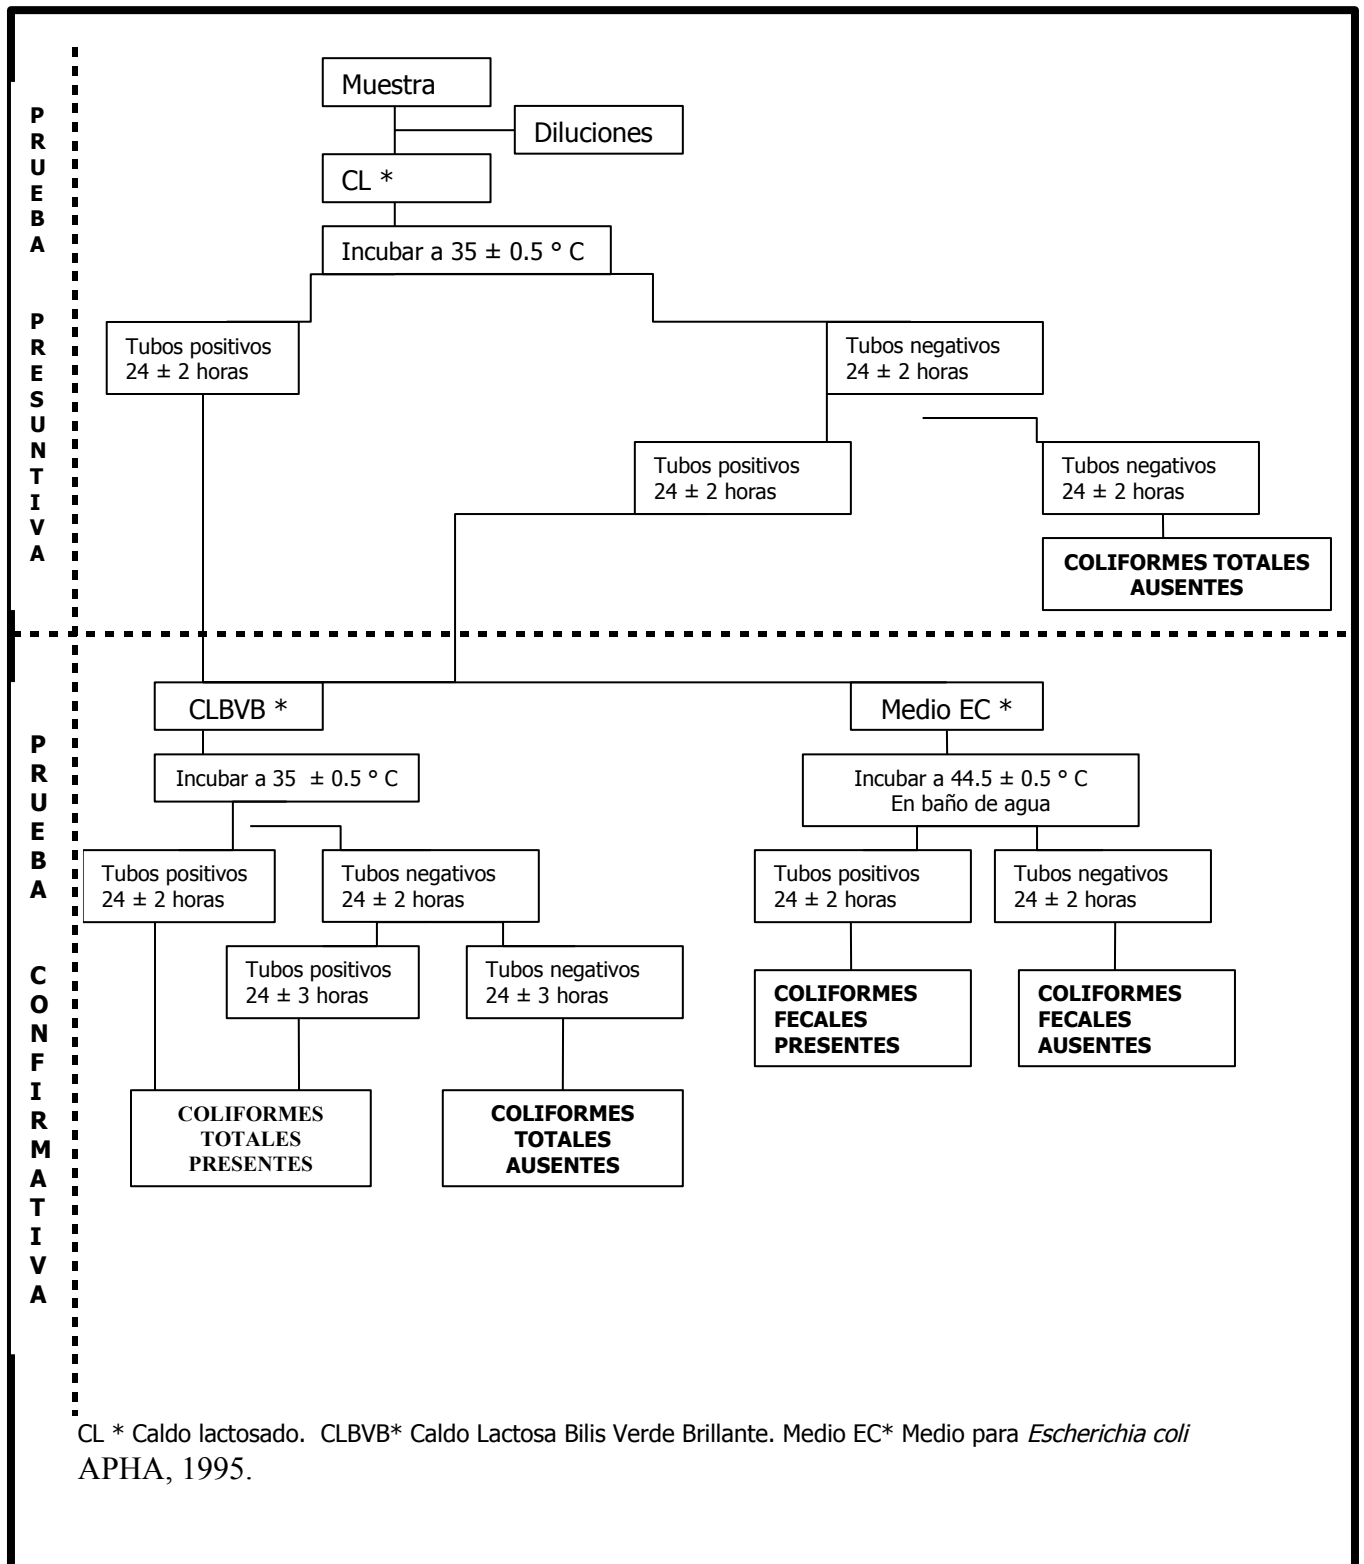 PRUEBA PRESUNTIVA
Muestra
Diluciones
CL *
Incubar a 35 ± 0.5 ° C
Tubos positivos
24 ± 2 horas
Tubos negativos
24 ± 2 horas
Tubos positivos
24 ± 2 horas
Tubos negativos
24 ± 2 horas
COLIFORMES TOTALES
AUSENTES
PRUEBA CONFIRMATIVA
CLBVB *
Medio EC *
Incubar a 35 ± 0.5 ° C
Incubar a 44.5 ± 0.5 ° C
En baño de agua
Tubos positivos
24 ± 2 horas
Tubos negativos
24 ± 2 horas
Tubos positivos
24 ± 2 horas
Tubos negativos
24 ± 2 horas
Tubos positivos
24 ± 3 horas
Tubos negativos
24 ± 3 horas
COLIFORMES
FECALES
PRESENTES
COLIFORMES
FECALES
AUSENTES
COLIFORMES
TOTALES
PRESENTES
COLIFORMES
TOTALES
AUSENTES
CL * Caldo lactosado. CLBVB* Caldo Lactosa Bilis Verde Brillante. Medio EC* Medio para Escherichia coli
APHA, 1995.